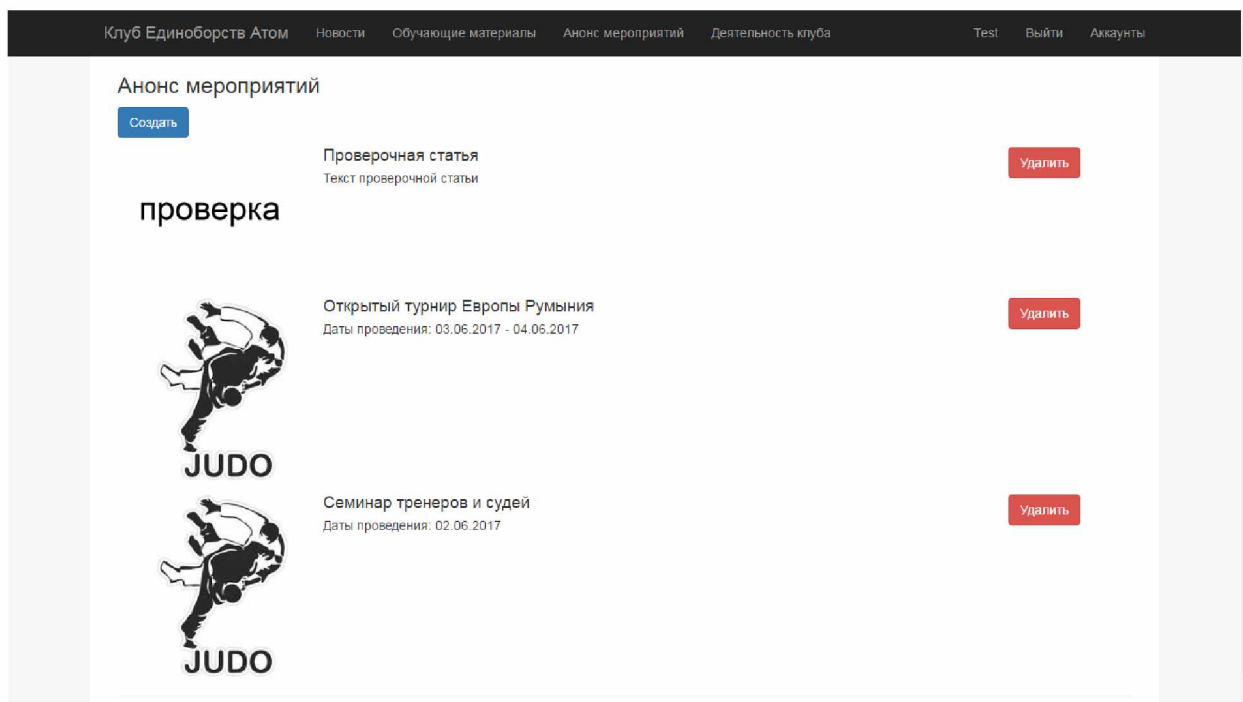 Клуб Единоборств Атом Новости Обучающие материалы Анонс мероприятий Деятельность клуба Test Выйти Аккаунты
Анонс мероприятий
Создать
Проверочная статья Удалить
Текст проверочной статьи
проверка
Открытый турнир Европы Румыния Удалить
Даты проведения: 03.06.2017 - 04.06.2017
JUDO
Семинар тренеров и судей Удалить
Даты проведения: 02.06.2017
JUDO